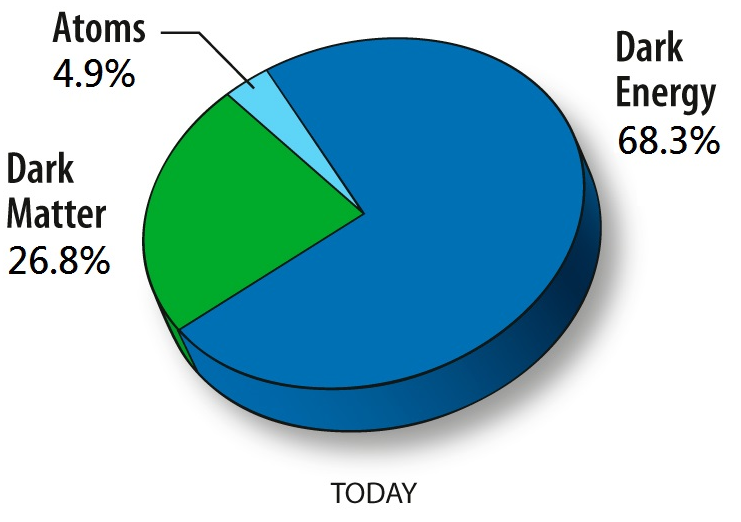 Atoms
4.9%
Dark
Energy
68.3%
Dark
Matter
26.8%
TODAY